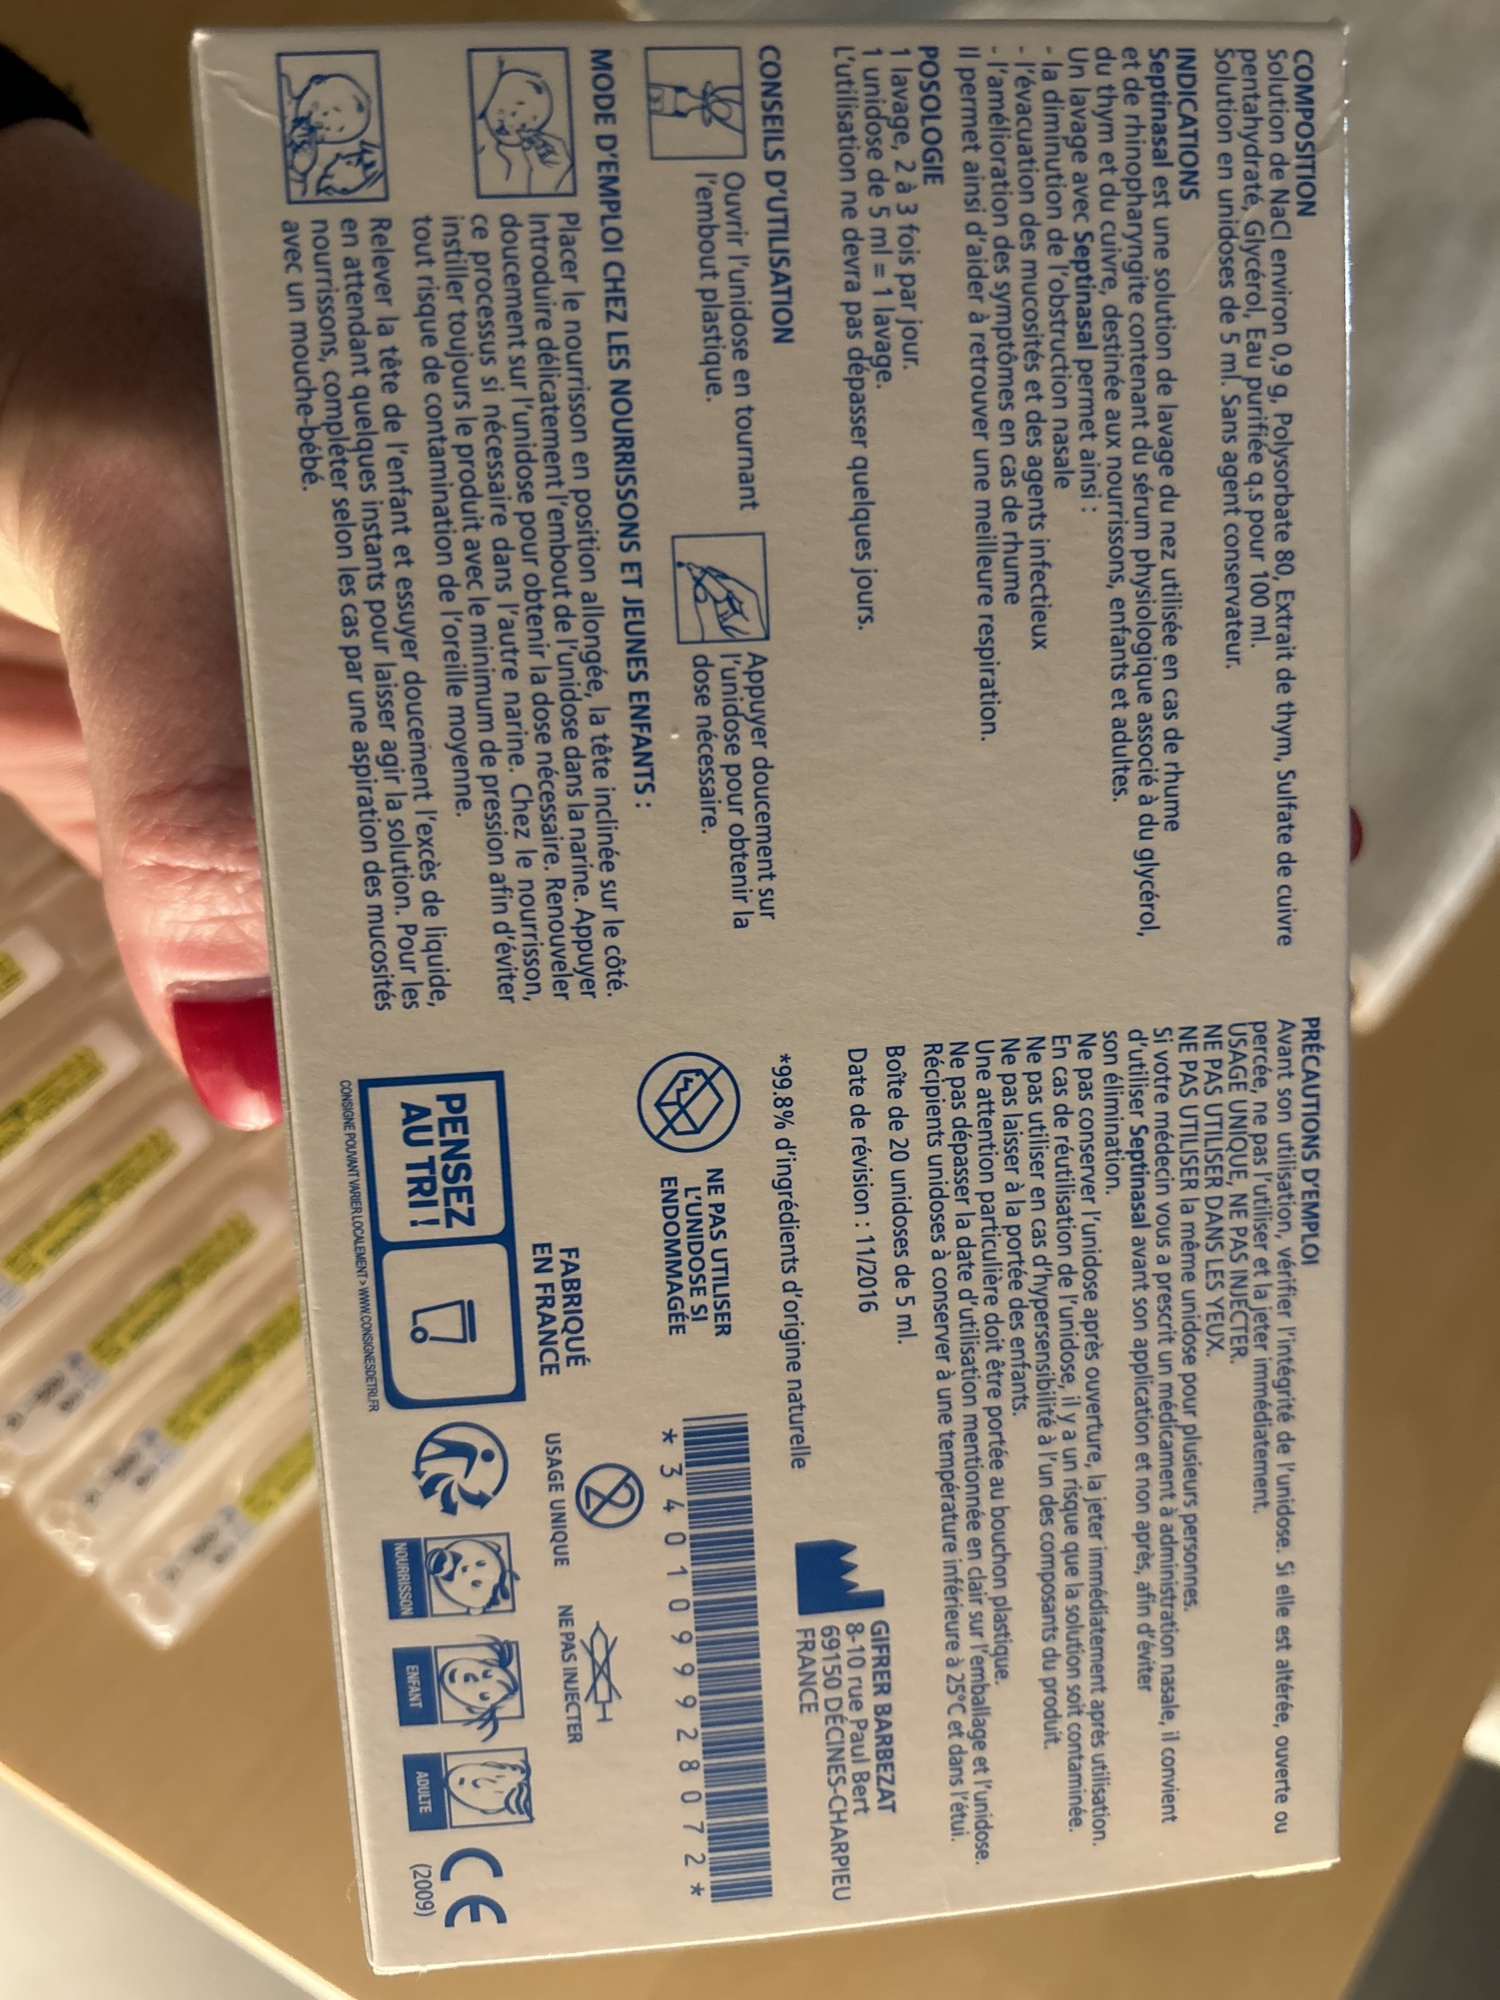 COMPOSITION
Solution de NaCl environ 0,9 g, Polysorbate 80, Extrait de thym, Sulfate de cuivre
pentahydraté, Glycérol, Eau purifiée q.s pour 100 ml.
Solution en unidoses de 5 ml. Sans agent conservateur.
INDICATIONS
Septinasal est une solution de lavage du nez utilisée en cas de rhume
et de rhinopharyngite contenant du sérum physiologique associé à du glycérol,
du thym et du cuivre, destinée aux nourrissons, enfants et adultes.
Un lavage avec Septinasal permet ainsi :
- la diminution de l'obstruction nasale
- l'évacuation des mucosités et des agents infectieux
- l'amélioration des symptômes en cas de rhume
Il permet ainsi d'aider à retrouver une meilleure respiration.
POSOLOGIE
1 lavage, 2 à 3 fois par jour.
1 unidose de 5 ml = 1 lavage.
L'utilisation ne devra pas dépasser quelques jours.
CONSEILS D'UTILISATION
Ouvrir l'unidose en tournant
l'embout plastique.
Appuyer doucement sur
l'unidose pour obtenir la
dose nécessaire.
MODE D'EMPLOI CHEZ LES NOURRISSONS ET JEUNES ENFANTS :
Placer le nourrisson en position allongée, la tête inclinée sur le côté.
Introduire délicatement l'embout de l'unidose dans la narine. Appuyer
doucement sur l'unidose pour obtenir la dose nécessaire. Renouveler
ce processus si nécessaire dans l'autre narine. Chez le nourrisson,
instiller toujours le produit avec le minimum de pression afin d'éviter
tout risque de contamination de l'oreille moyenne.
Relever la tête de l'enfant et essuyer doucement l'excès de liquide,
en attendant quelques instants pour laisser agir la solution. Pour les
nourrissons, compléter selon les cas par une aspiration des mucosités
avec un mouche-bébé.
PRÉCAUTIONS D'EMPLOI
Avant son utilisation, vérifier l'intégrité de l'unidose. Si elle est altérée, ouverte ou
percée, ne pas l'utiliser et la jeter immédiatement.
USAGE UNIQUE, NE PAS INJECTER.
NE PAS UTILISER DANS LES YEUX.
NE PAS UTILISER la même unidose pour plusieurs personnes.
Si votre médecin vous a prescrit un médicament à administration nasale, il convient
d'utiliser Septinasal avant son application et non après, afin d'éviter
son élimination.
Ne pas conserver l'unidose après ouverture, la jeter immédiatement après utilisation.
En cas de réutilisation de l'unidose, il y a un risque que la solution soit contaminée.
Ne pas utiliser en cas d'hypersensibilité à l'un des composants du produit.
Ne pas laisser à la portée des enfants.
Une attention particulière doit être portée au bouchon plastique.
Ne pas dépasser la date d'utilisation mentionnée en clair sur l'emballage et l'unidose.
Récipients unidoses à conserver à une température inférieure à 25°C et dans l'étui.
Boîte de 20 unidoses de 5 ml.
Date de révision : 11/2016
GIFRER BARBEZAT
8-10 rue Paul Bert
69150 DÉCINES-CHARPIEU
FRANCE
*99.8% d'ingrédients d'origine naturelle
NE PAS UTILISER
L'UNIDOSE SI
ENDOMMAGÉE
* 3 4 0 1 0 9 9 9 2 8 0 7 2 *
FABRIQUÉ
EN FRANCE
2
USAGE UNIQUE
NE PAS INJECTER
PENSEZ
AU TRI !
CONSIGNE POUVANT VARIER LOCALEMENT > WWW.CONSIGNESDETRI.FR
NOURRISSON
ENFANT
ADULTE
CE
(2009)